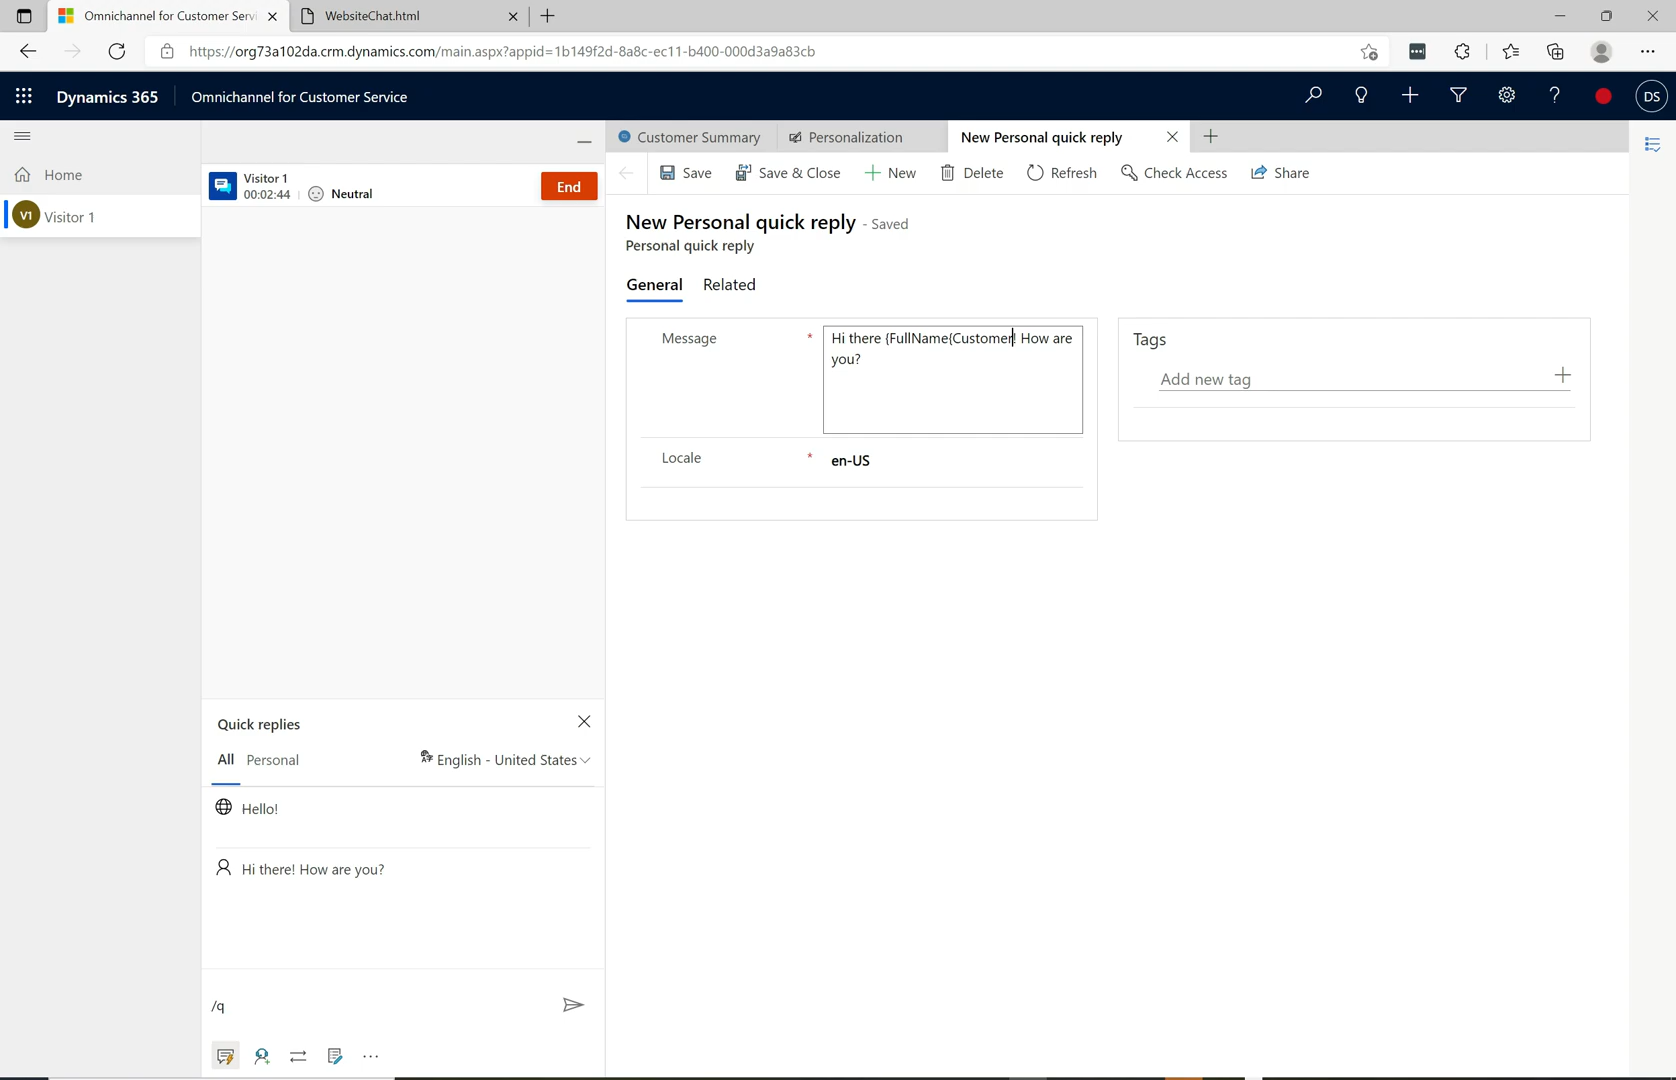 Omnichannel for Customer Servi
WebsiteChat.html
https://org73a102da.crm.dynamics.com/main.aspx?appid=1b149f2d-8a8c-ec11-b400-000d3a9a83cb
Dynamics 365
Omnichannel for Customer Service
DS
Home
V1
Visitor 1
Visitor 1
00:02:44
Neutral
End
Customer Summary
Personalization
New Personal quick reply
Save
Save & Close
New
Delete
Refresh
Check Access
Share
New Personal quick reply - Saved
Personal quick reply
General
Related
Message *
Hi there {FullName{Customer! How are
you?
Locale *
en-US
Tags
Add new tag
Quick replies
All
Personal
English - United States
Hello!
Hi there! How are you?
/q